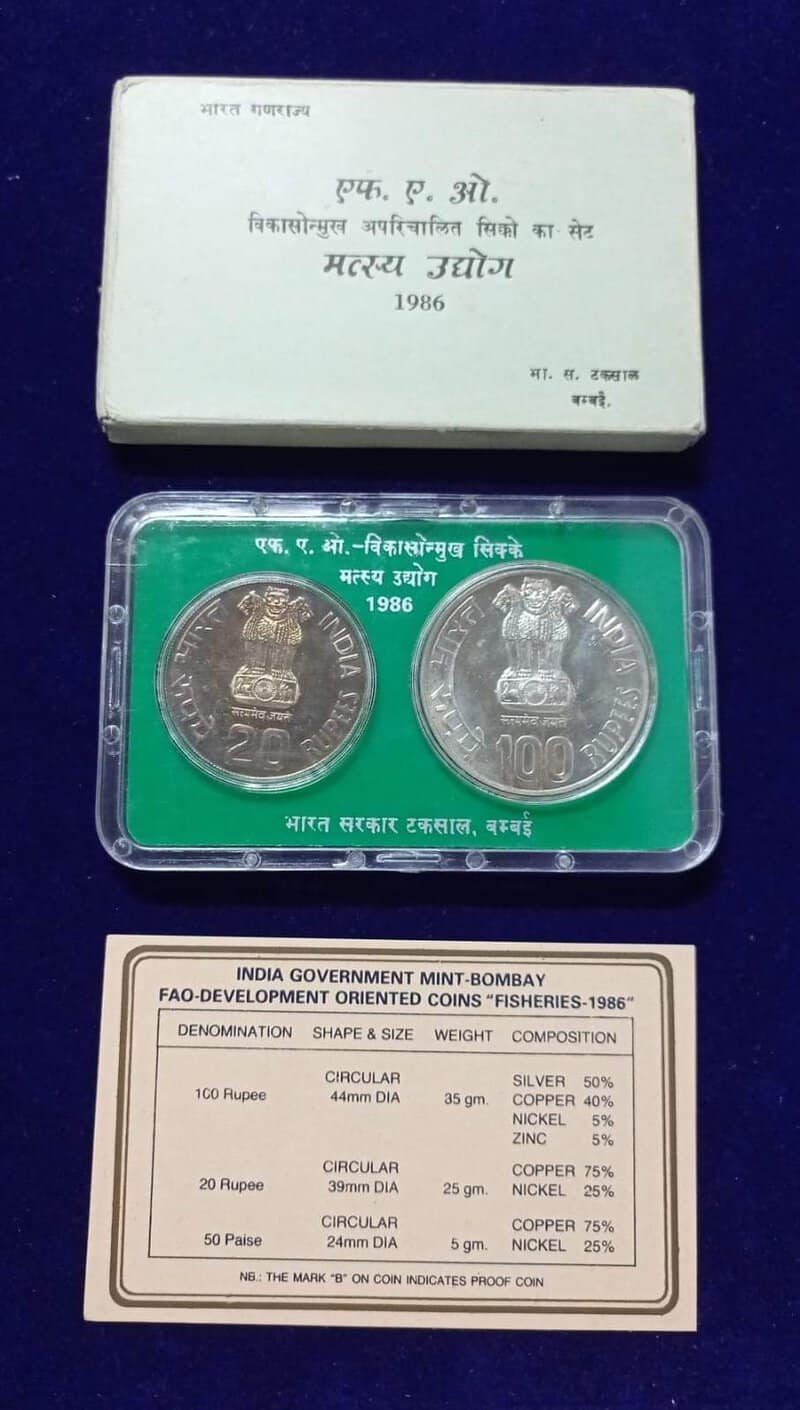 भारत गणराज्य
एफ. ए. ओ.
विकासोन्मुख अपरिचालित सिक्को का सेट
मत्स्य उद्योग
1986
भा. स. टकसाल
बम्बई.
एफ. ए. ओ.-विकासोन्मुख सिक्के
मत्स्य उद्योग
1986
भारत INDIA
सत्यमेव जयते
रुपये 20 RUPEES
भारत INDIA
सत्यमेव जयते
रुपये 100 RUPEES
भारत सरकार टकसाल, बम्बई
INDIA GOVERNMENT MINT-BOMBAY
FAO-DEVELOPMENT ORIENTED COINS "FISHERIES-1986"
DENOMINATION SHAPE & SIZE WEIGHT COMPOSITION
100 Rupee CIRCULAR 44mm DIA 35 gm. SILVER 50%
COPPER 40%
NICKEL 5%
ZINC 5%
20 Rupee CIRCULAR 39mm DIA 25 gm. COPPER 75%
NICKEL 25%
50 Paise CIRCULAR 24mm DIA 5 gm. COPPER 75%
NICKEL 25%
NB.: THE MARK "B" ON COIN INDICATES PROOF COIN